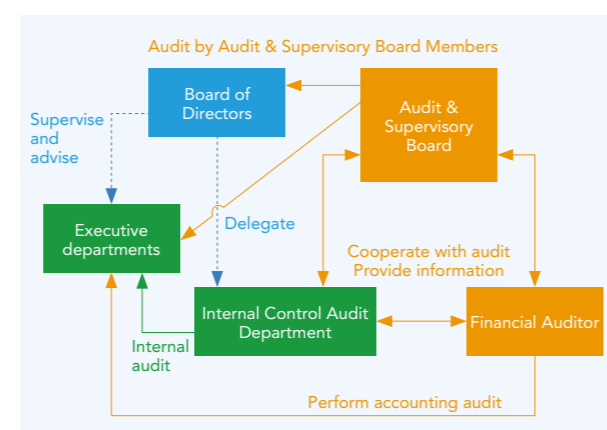 Audit by Audit & Supervisory Board Members
Board of
Directors
Audit &
Supervisory
Board
Supervise
and
advise
Executive
departments
Delegate
Cooperate with audit
Provide information
Internal Control Audit
Department
Financial Auditor
Internal
audit
Perform accounting audit